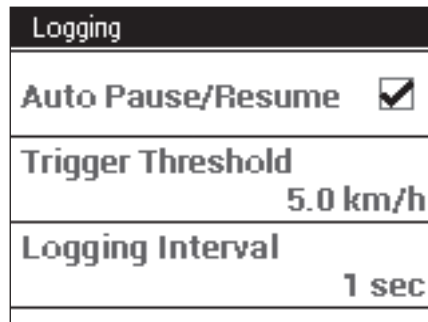 Logging
Auto Pause/Resume
Trigger Threshold
5.0 km/h
Logging Interval
1 sec